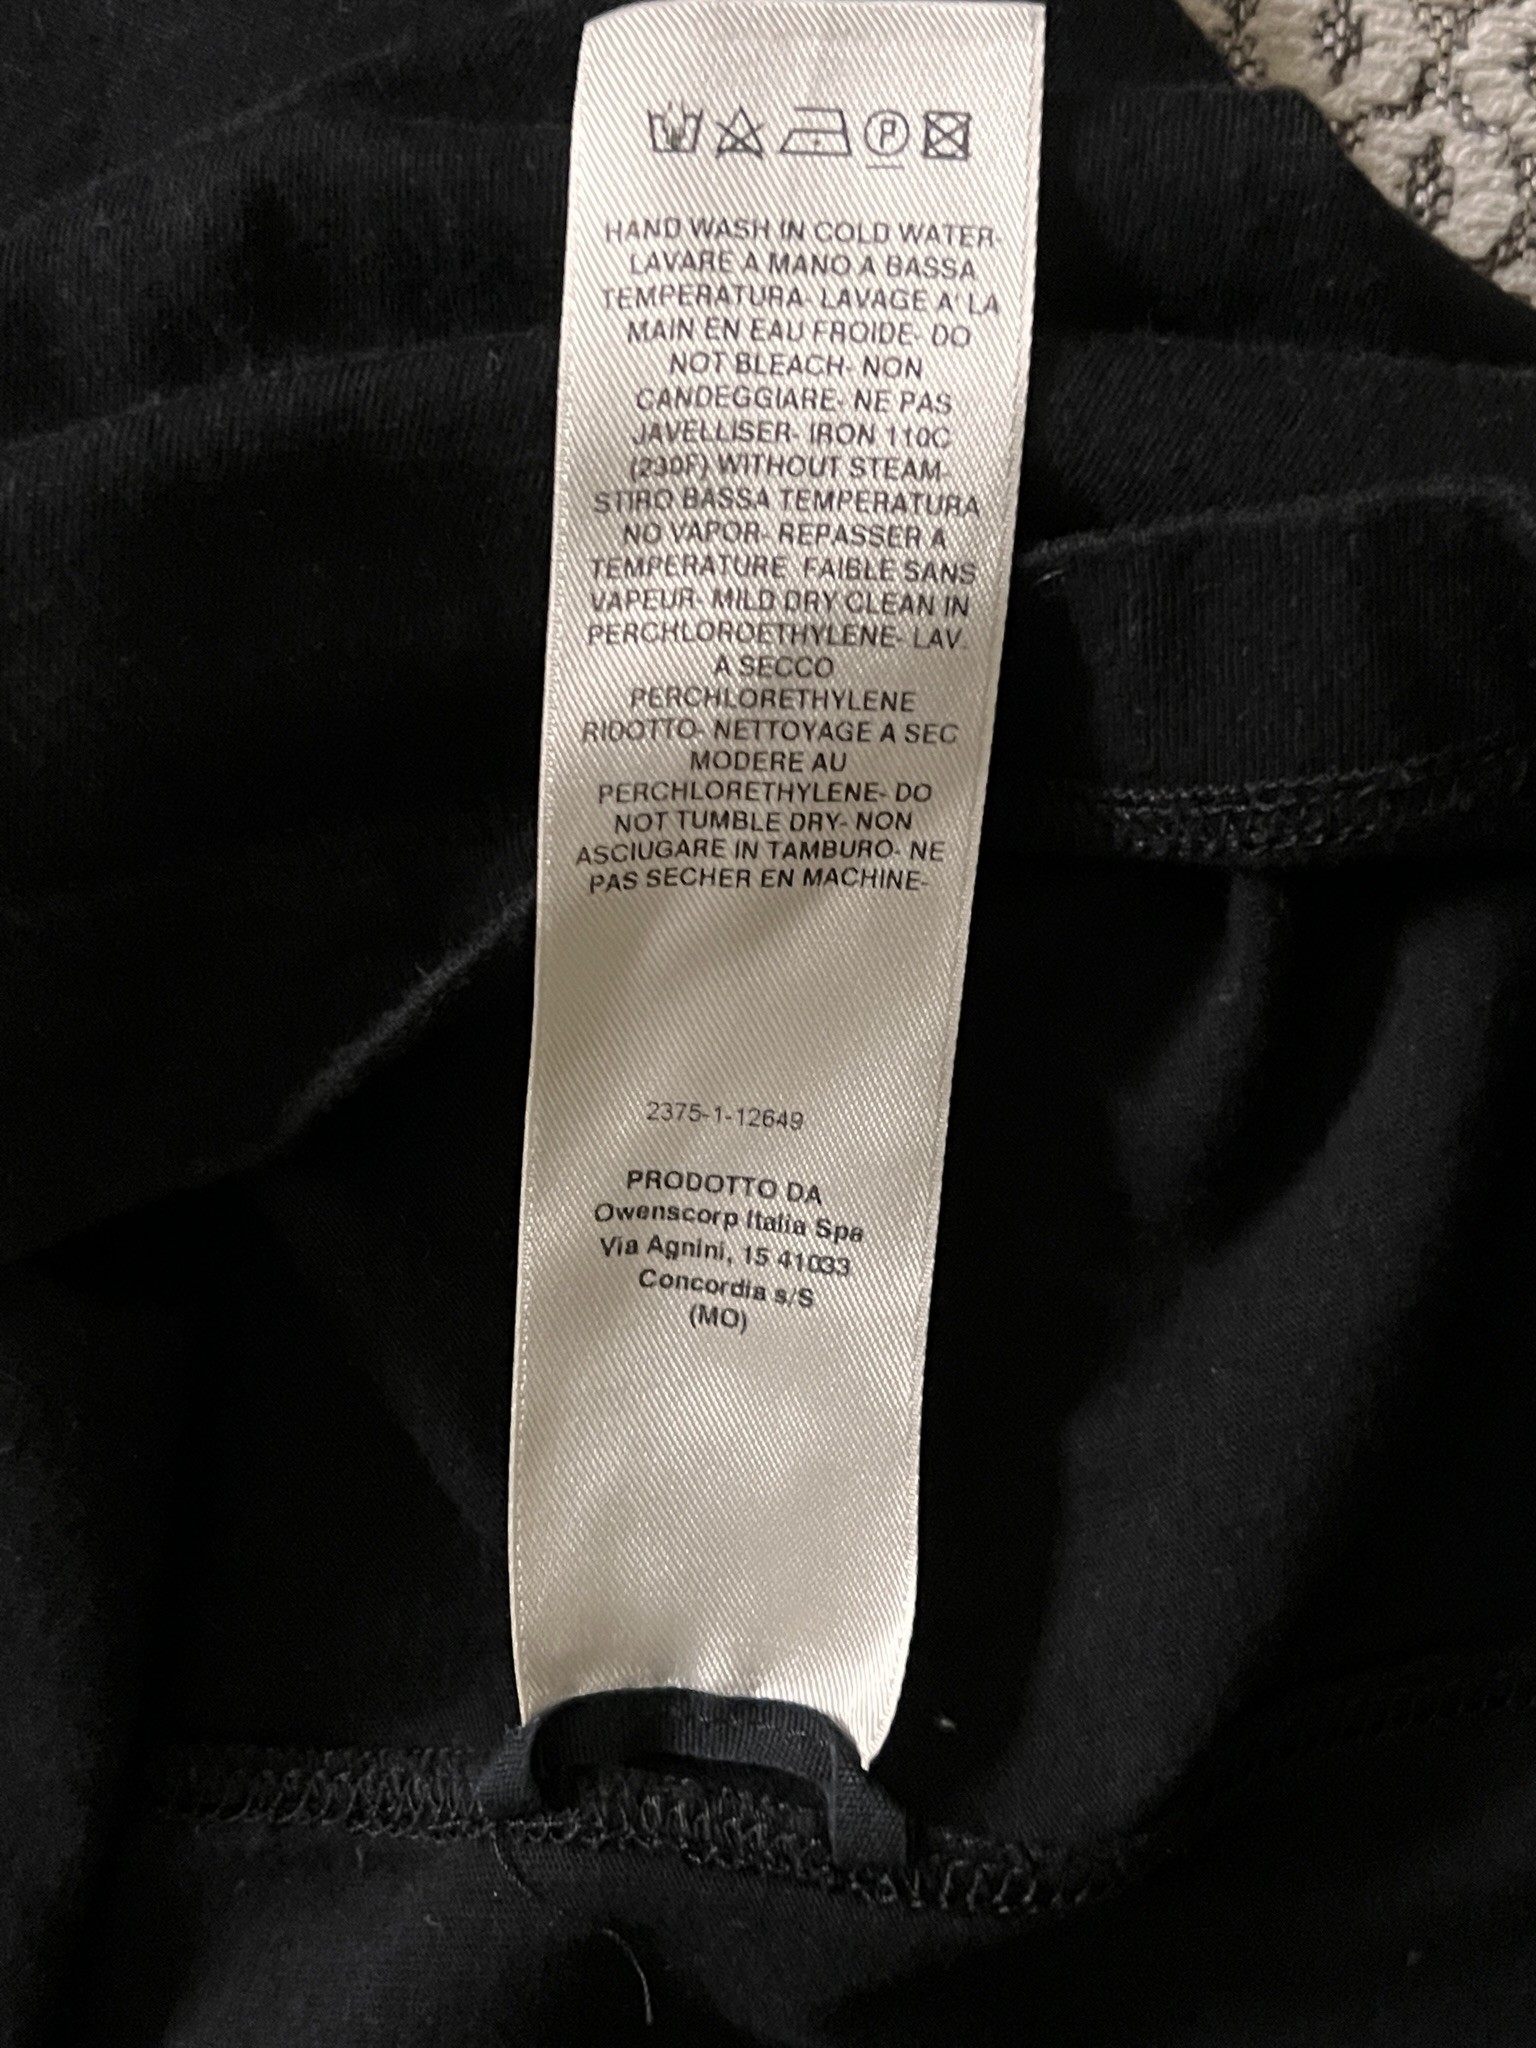 HAND WASH IN COLD WATER-
LAVARE A MANO A BASSA
TEMPERATURA- LAVAGE A' LA
MAIN EN EAU FROIDE- DO
NOT BLEACH- NON
CANDEGGIARE- NE PAS
JAVELLISER- IRON 110C
(230F) WITHOUT STEAM-
STIRO BASSA TEMPERATURA
NO VAPOR- REPASSER A
TEMPERATURE FAIBLE SANS
VAPEUR- MILD DRY CLEAN IN
PERCHLOROETHYLENE- LAV.
A SECCO
PERCHLORETHYLENE
RIDOTTO- NETTOYAGE A SEC
MODERE AU
PERCHLORETHYLENE- DO
NOT TUMBLE DRY- NON
ASCIUGARE IN TAMBURO- NE
PAS SECHER EN MACHINE-
2375-1-12649
PRODOTTO DA
Owenscorp Italia Spa
Via Agnini, 15 41033
Concordia s/S
(MO)